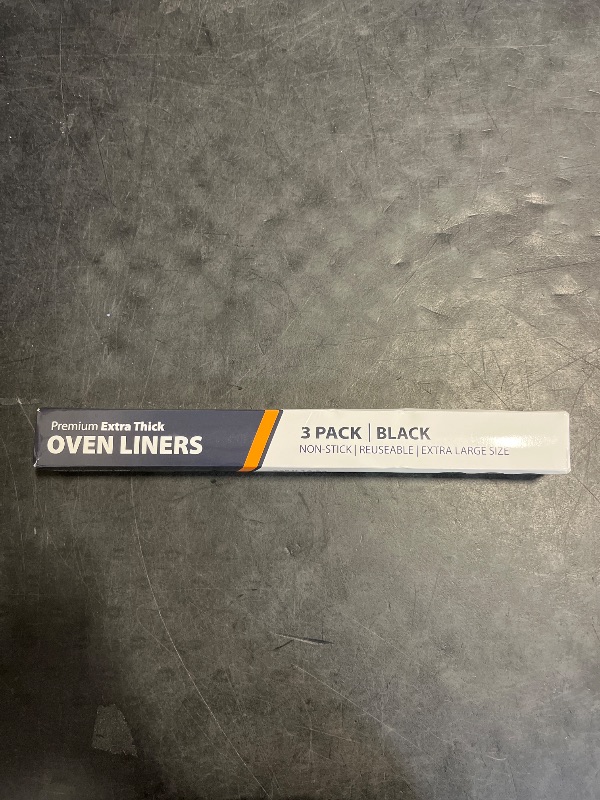 Premium Extra Thick
OVEN LINERS
3 PACK | BLACK
NON-STICK | REUSEABLE | EXTRA LARGE SIZE